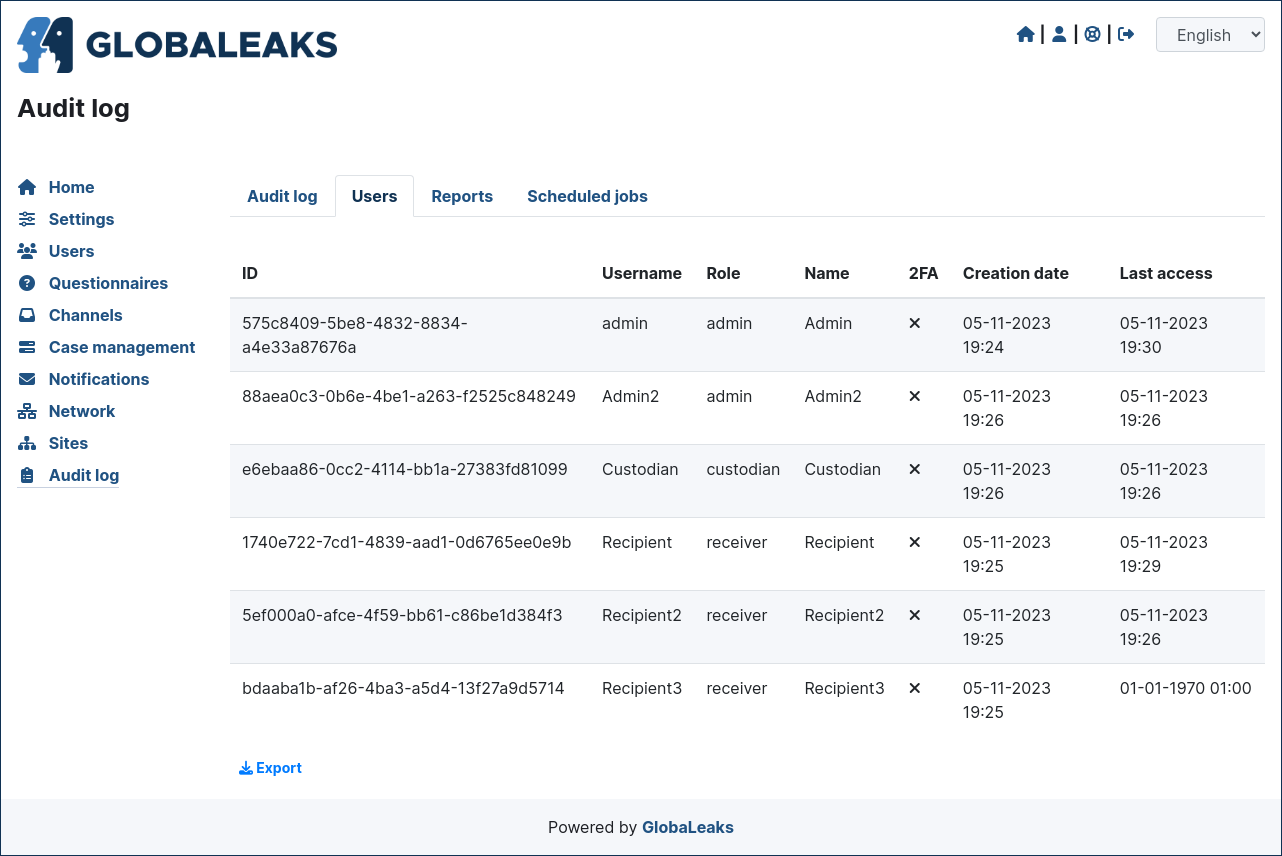 GLOBALEAKS
| | |
English
Audit log
Home
Settings
Users
Questionnaires
Channels
Case management
Notifications
Network
Sites
Audit log
Audit log Users Reports Scheduled jobs
ID Username Role Name 2FA Creation date Last access
575c8409-5be8-4832-8834- admin admin Admin 05-11-2023 05-11-2023
a4e33a87676a 19:24 19:30
88aea0c3-0b6e-4be1-a263-f2525c848249 Admin2 admin Admin2 05-11-2023 05-11-2023
19:26 19:26
e6ebaa86-0cc2-4114-bb1a-27383fd81099 Custodian custodian Custodian 05-11-2023 05-11-2023
19:26 19:26
1740e722-7cd1-4839-aad1-0d6765ee0e9b Recipient receiver Recipient 05-11-2023 05-11-2023
19:25 19:29
5ef000a0-afce-4f59-bb61-c86be1d384f3 Recipient2 receiver Recipient2 05-11-2023 05-11-2023
19:25 19:26
bdaaba1b-af26-4ba3-a5d4-13f27a9d5714 Recipient3 receiver Recipient3 05-11-2023 01-01-1970 01:00
19:25
Export
Powered by GlobaLeaks